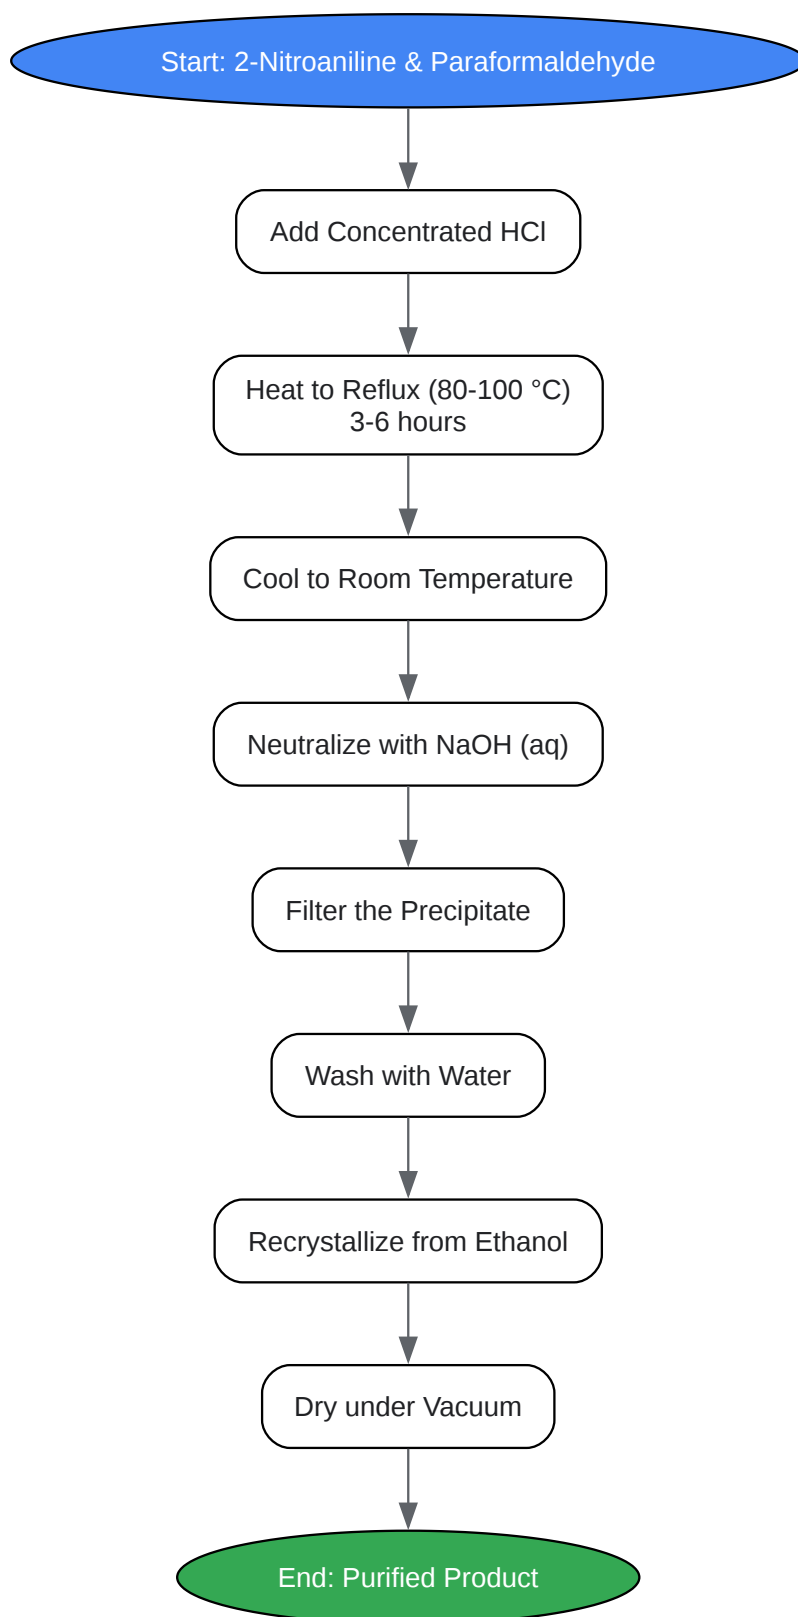 Start: 2-Nitroaniline & Paraformaldehyde
Add Concentrated HCl
Heat to Reflux (80-100 °C)
3-6 hours
Cool to Room Temperature
Neutralize with NaOH (aq)
Filter the Precipitate
Wash with Water
Recrystallize from Ethanol
Dry under Vacuum
End: Purified Product